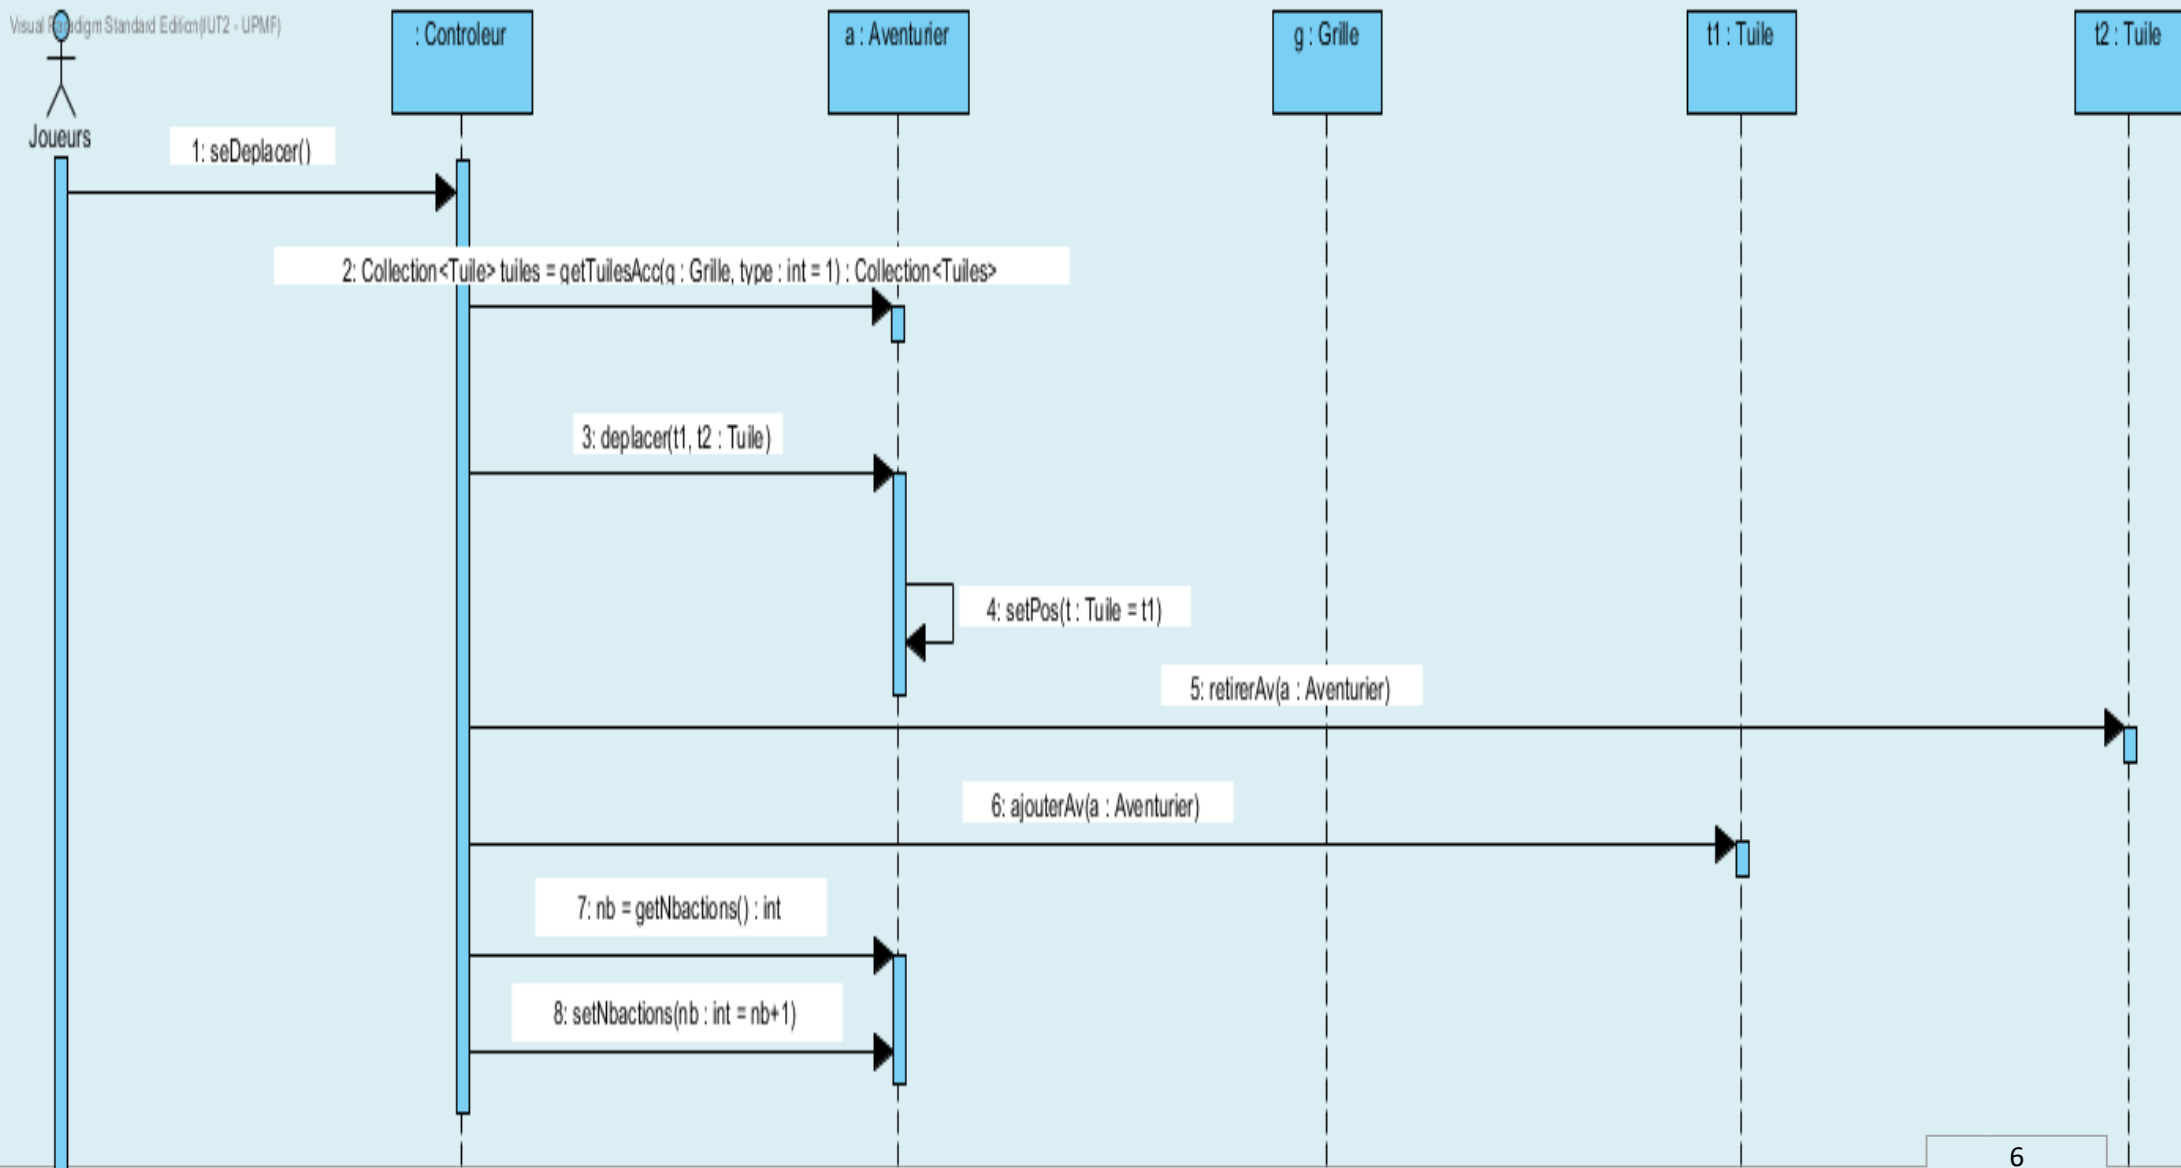 Visual Paradigm Standard Edition(IUT2 - UPMF)
: Controleur
a : Aventurier
g : Grille
t1 : Tuile
t2 : Tuile
Joueurs
1: seDeplacer()
2: Collection<Tuile> tuiles = getTuilesAcc(g : Grille, type : int = 1) : Collection<Tuiles>
3: deplacer(t1, t2 : Tuile)
4: setPos(t : Tuile = t1)
5: retirerAv(a : Aventurier)
6: ajouterAv(a : Aventurier)
7: nb = getNbactions() : int
8: setNbactions(nb : int = nb+1)
6